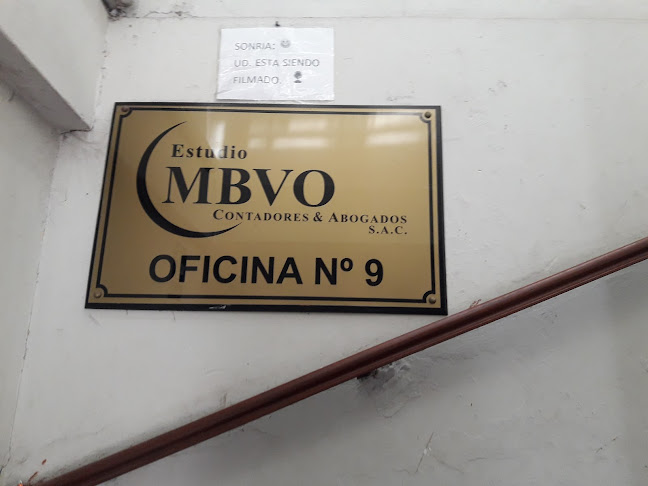 SONRIA:
UD. ESTA SIENDO
FILMADO.
Estudio
MBVO
CONTADORES & ABOGADOS
S.A.C.
OFICINA Nº 9